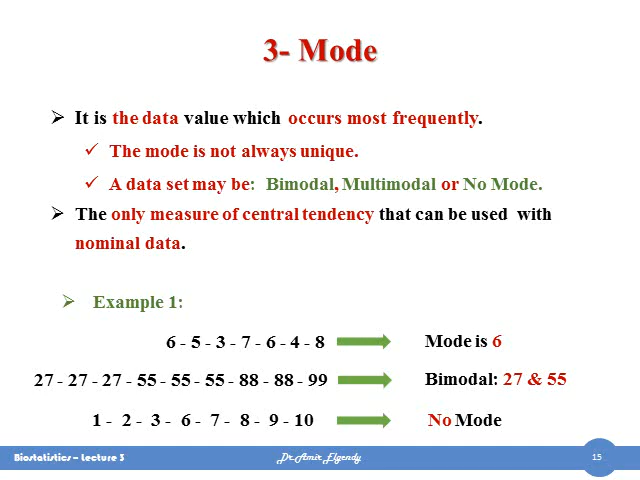 3- Mode
It is the data value which occurs most frequently.
The mode is not always unique.
A data set may be: Bimodal, Multimodal or No Mode.
The only measure of central tendency that can be used with
nominal data.
Example 1:
6 - 5 - 3 - 7 - 6 - 4 - 8 Mode is 6
27 - 27 - 27 - 55 - 55 - 55 - 88 - 88 - 99 Bimodal: 27 & 55
1 - 2 - 3 - 6 - 7 - 8 - 9 - 10 No Mode
Biostatistics – Lecture 3 Dr. Amir Elgendy 15